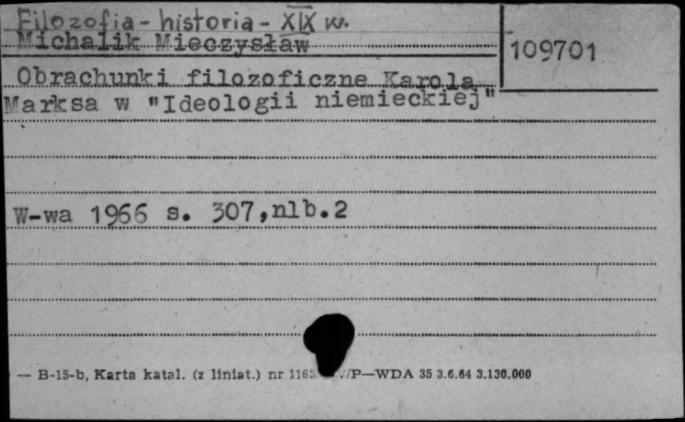 Filozofia - historia - XIX w.
Michalik Mieczysław
109701
Obrachunki filozoficzne Karola
Marksa w "Ideologii niemieckiej"
W-wa 1966 s. 307,nlb.2
— B-15-b, Karta katal. (z liniat.) nr 1163 /P—WDA 35 3.6.64 3.130.000